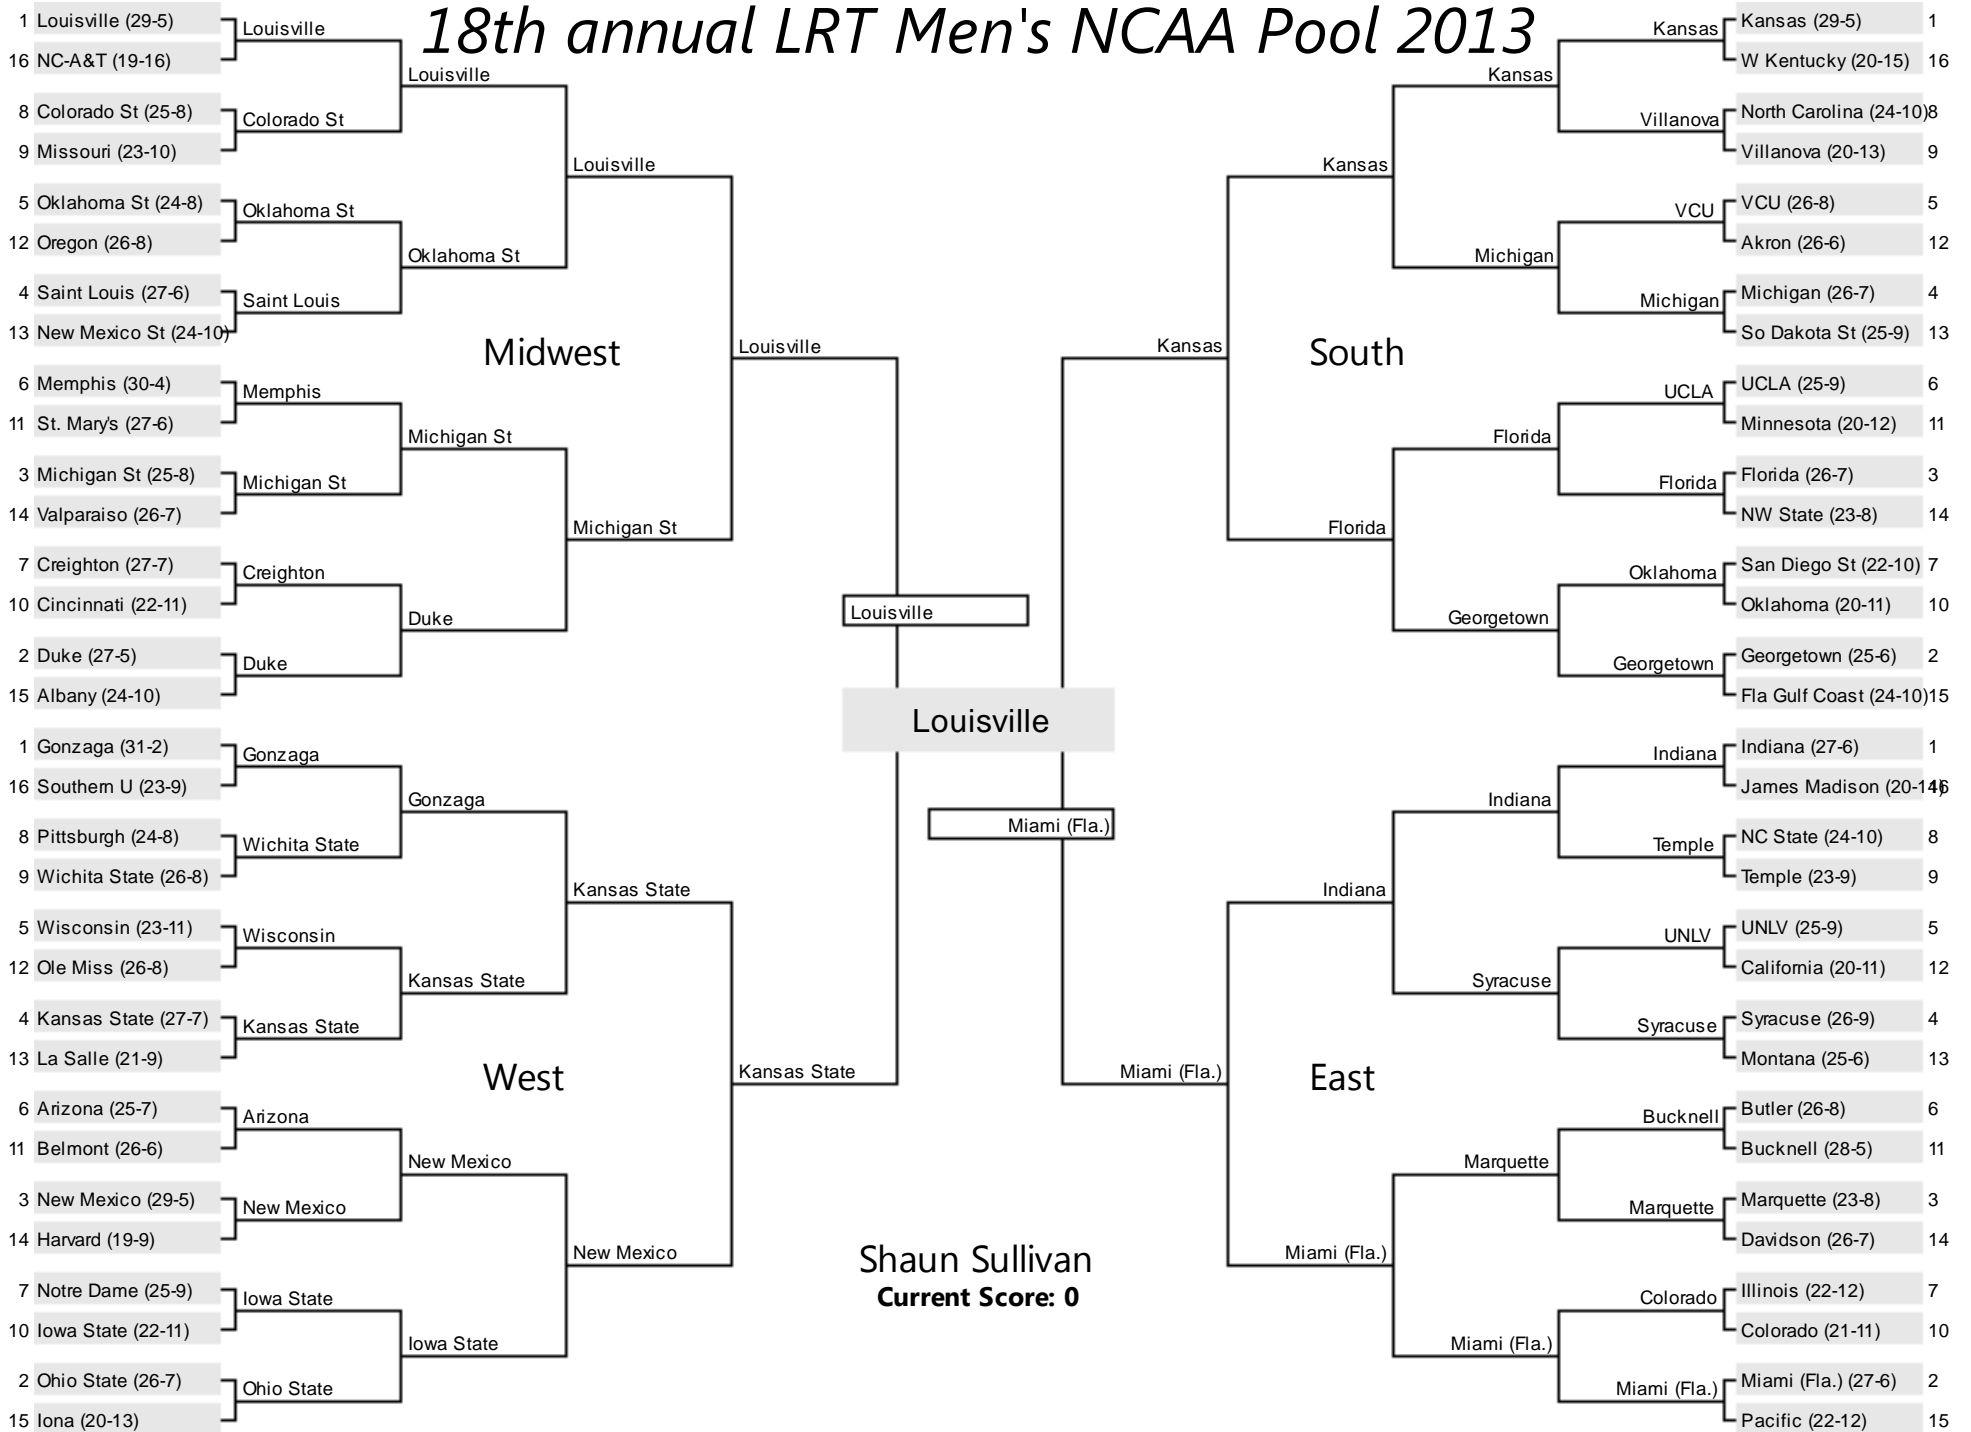 18th annual LRT Men's NCAA Pool 2013
1 Louisville (29-5)
16 NC-A&T (19-16)
8 Colorado St (25-8)
9 Missouri (23-10)
5 Oklahoma St (24-8)
12 Oregon (26-8)
4 Saint Louis (27-6)
13 New Mexico St (24-10)
6 Memphis (30-4)
11 St. Mary's (27-6)
3 Michigan St (25-8)
14 Valparaiso (26-7)
7 Creighton (27-7)
10 Cincinnati (22-11)
2 Duke (27-5)
15 Albany (24-10)
Louisville
Colorado St
Oklahoma St
Saint Louis
Memphis
Michigan St
Creighton
Duke
Louisville
Oklahoma St
Michigan St
Duke
Louisville
Michigan St
Louisville
Midwest
1 Gonzaga (31-2)
16 Southern U (23-9)
8 Pittsburgh (24-8)
9 Wichita State (26-8)
5 Wisconsin (23-11)
12 Ole Miss (26-8)
4 Kansas State (27-7)
13 La Salle (21-9)
6 Arizona (25-7)
11 Belmont (26-6)
3 New Mexico (29-5)
14 Harvard (19-9)
7 Notre Dame (25-9)
10 Iowa State (22-11)
2 Ohio State (26-7)
15 Iona (20-13)
Gonzaga
Wichita State
Wisconsin
Kansas State
Arizona
New Mexico
Iowa State
Ohio State
Gonzaga
Kansas State
New Mexico
Iowa State
Kansas State
New Mexico
Kansas State
West
Louisville
Louisville
Miami (Fla.)
Shaun Sullivan
Current Score: 0
Kansas (29-5) 1
W Kentucky (20-15) 16
North Carolina (24-10) 8
Villanova (20-13) 9
VCU (26-8) 5
Akron (26-6) 12
Michigan (26-7) 4
So Dakota St (25-9) 13
UCLA (25-9) 6
Minnesota (20-12) 11
Florida (26-7) 3
NW State (23-8) 14
San Diego St (22-10) 7
Oklahoma (20-11) 10
Georgetown (25-6) 2
Fla Gulf Coast (24-10) 15
Kansas
Villanova
VCU
Michigan
UCLA
Florida
Oklahoma
Georgetown
Kansas
Michigan
Florida
Georgetown
Kansas
Florida
Kansas
South
Indiana (27-6) 1
James Madison (20-14) 16
NC State (24-10) 8
Temple (23-9) 9
UNLV (25-9) 5
California (20-11) 12
Syracuse (26-9) 4
Montana (25-6) 13
Butler (26-8) 6
Bucknell (28-5) 11
Marquette (23-8) 3
Davidson (26-7) 14
Illinois (22-12) 7
Colorado (21-11) 10
Miami (Fla.) (27-6) 2
Pacific (22-12) 15
Indiana
Temple
UNLV
Syracuse
Bucknell
Marquette
Colorado
Miami (Fla.)
Indiana
Syracuse
Marquette
Miami (Fla.)
Indiana
Miami (Fla.)
Miami (Fla.)
East